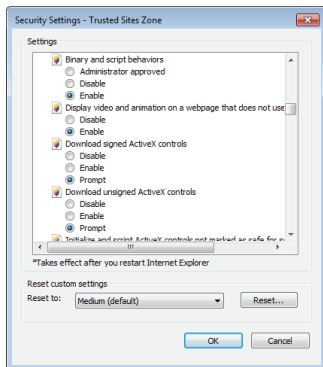 Security Settings - Trusted Sites Zone
Settings
Binary and script behaviors
Administrator approved
Disable
Enable
Display video and animation on a webpage that does not use
Disable
Enable
Download signed ActiveX controls
Disable
Enable
Prompt
Download unsigned ActiveX controls
Disable
Enable
Prompt
Initialize and script ActiveX controls not marked as safe for
*Takes effect after you restart Internet Explorer
Reset custom settings
Reset to: Medium (default) Reset...
OK Cancel